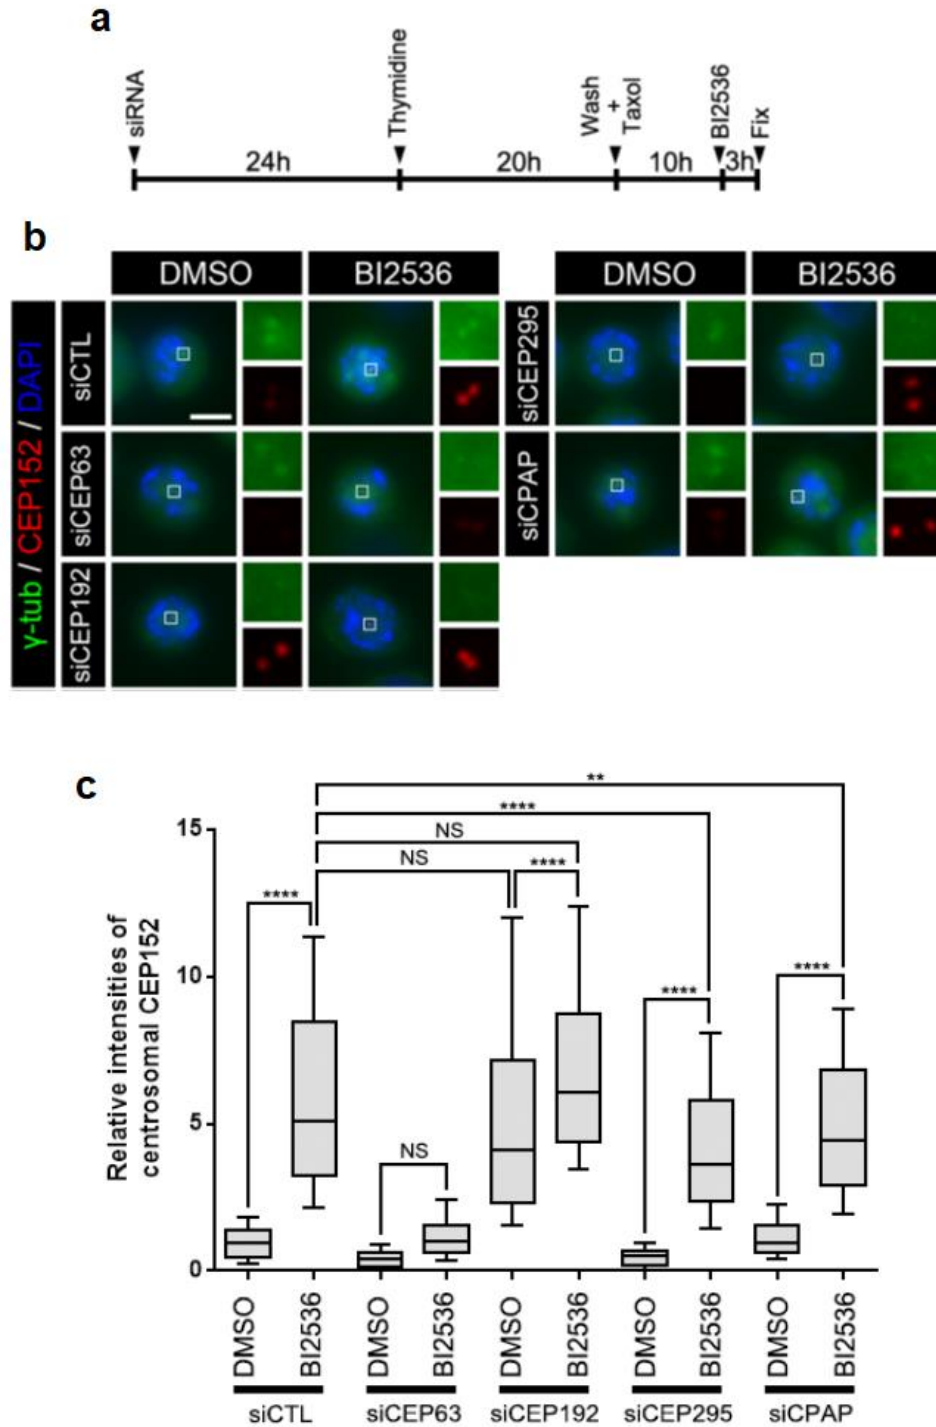 a
siRNA
Thymidine
Wash
+
Taxol
BI2536
Fix
24h
20h
10h
3h
b
DMSO
BI2536
DMSO
BI2536
γ-tub / CEP152 / DAPI
siCTL
siCEP63
siCEP192
siCEP295
siCPAP
c
**
****
NS
NS
****
****
****
****
NS
15
10
5
0
Relative intensities of
centrosomal CEP152
DMSO
BI2536
DMSO
BI2536
DMSO
BI2536
DMSO
BI2536
DMSO
BI2536
siCTL
siCEP63
siCEP192
siCEP295
siCPAP